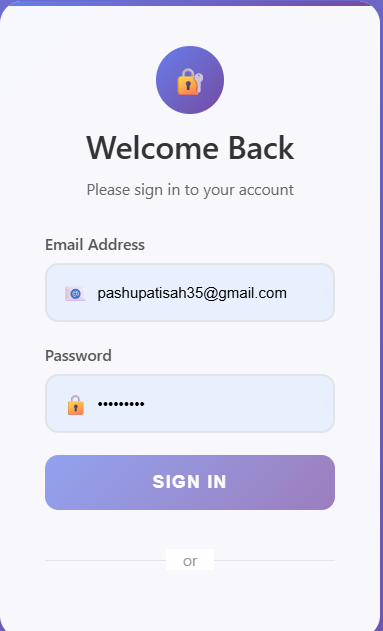 Welcome Back
Please sign in to your account
Email Address
pashupatisah35@gmail.com
Password
•••••••••
SIGN IN
or